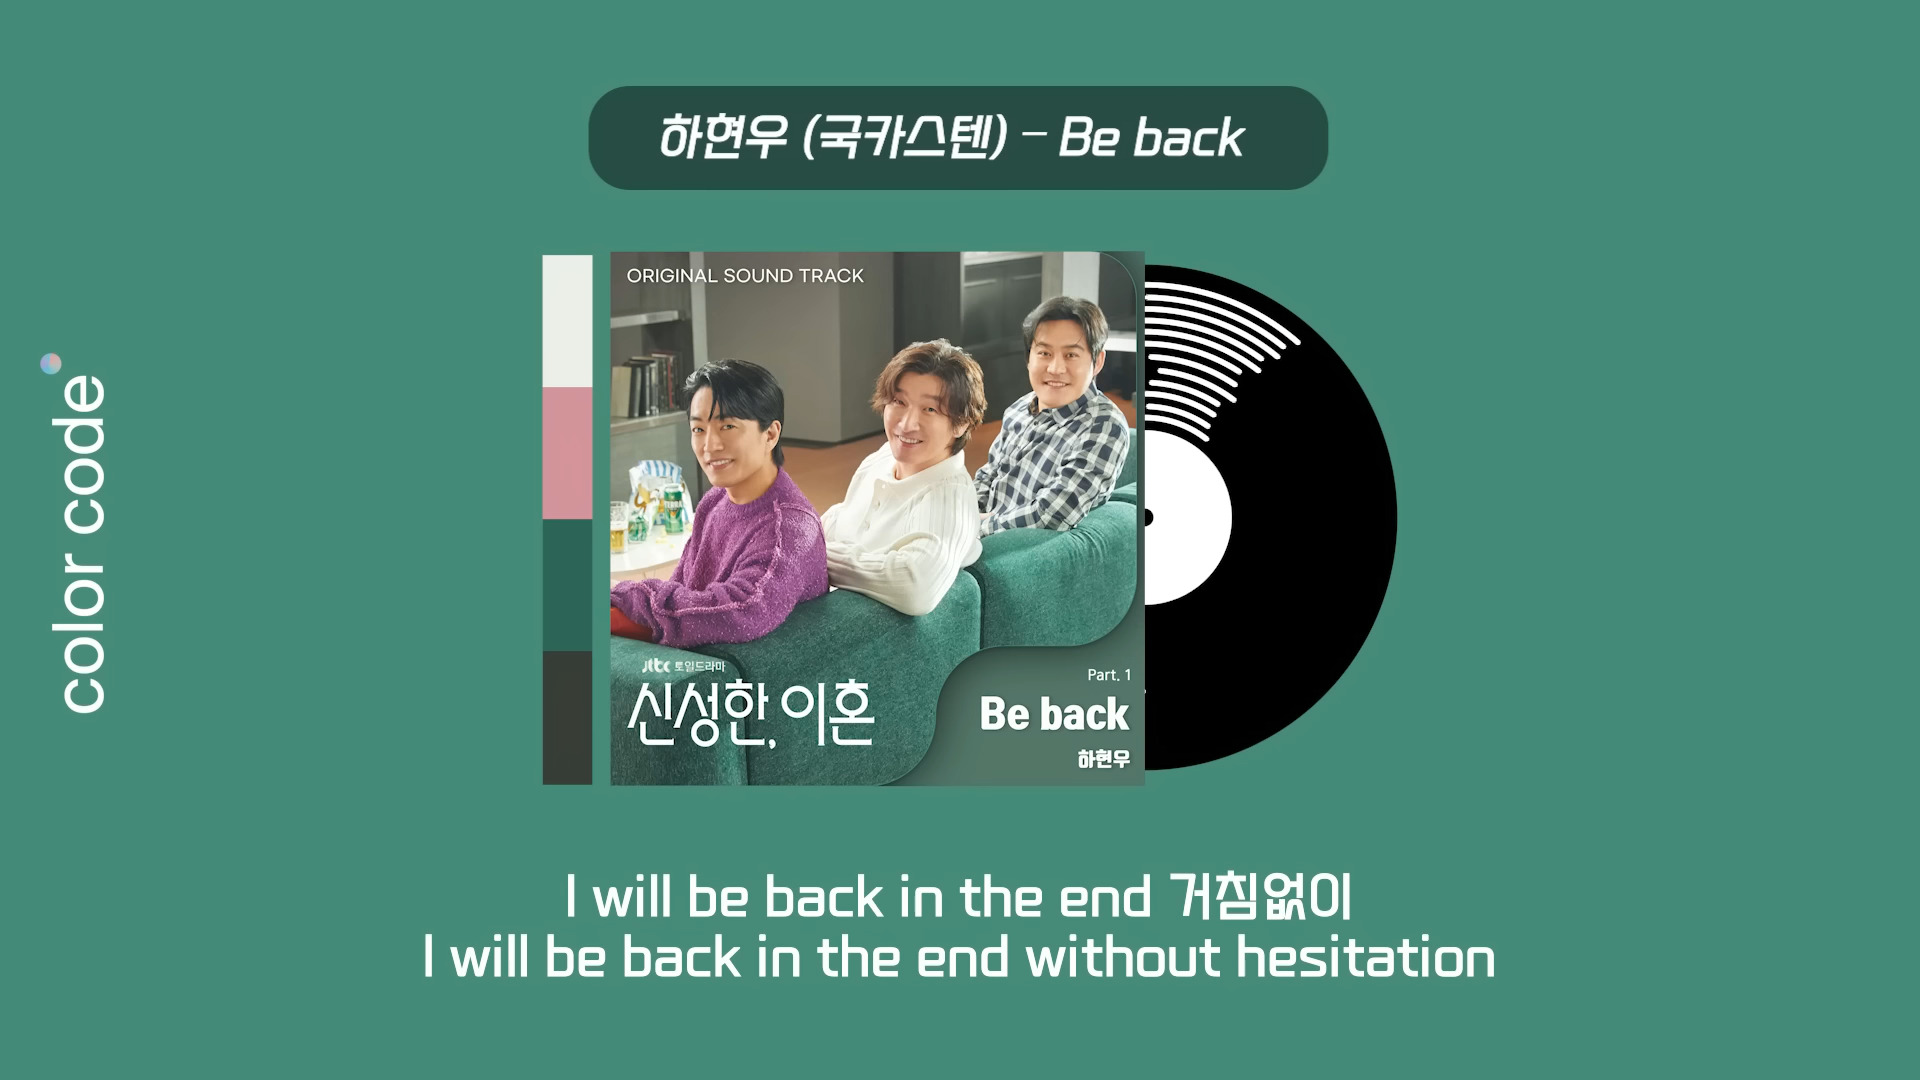 하현우 (국카스텐) – Be back
color code
ORIGINAL SOUND TRACK
TERRA
jtbc 토일드라마
신성한, 이혼
Part. 1
Be back
하현우
I will be back in the end 거침없이
I will be back in the end without hesitation